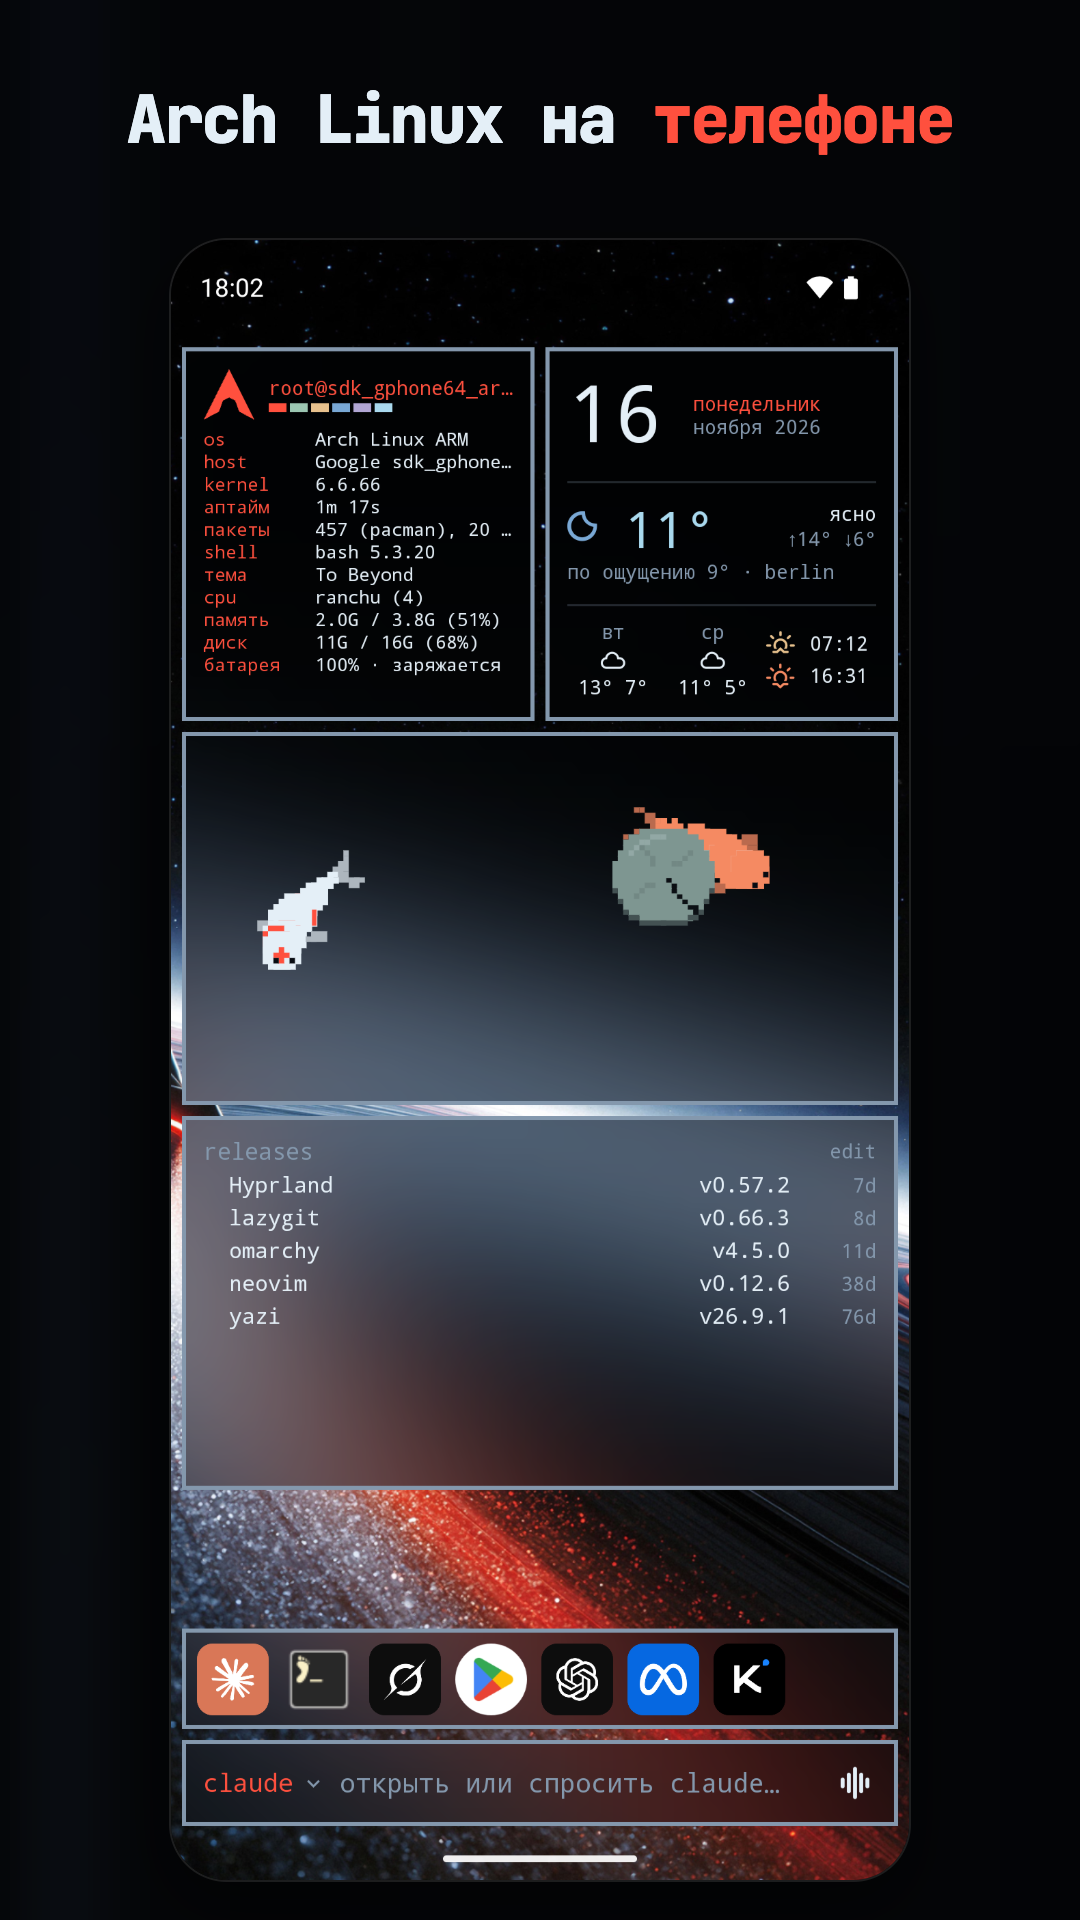 Arch Linux на телефоне
18:02
root@sdk_gphone64_ar…
os Arch Linux ARM
host Google sdk_gphone…
kernel 6.6.66
аптайм 1m 17s
пакеты 457 (pacman), 20 …
shell bash 5.3.20
тема To Beyond
cpu ranchu (4)
память 2.0G / 3.8G (51%)
диск 11G / 16G (68%)
батарея 100% · заряжается
16
понедельник
ноября 2026
11°
ясно
↑14° ↓6°
по ощущению 9° · berlin
вт ср
13° 7° 11° 5°
07:12
16:31
releases edit
Hyprland v0.57.2 7d
lazygit v0.66.3 8d
omarchy v4.5.0 11d
neovim v0.12.6 38d
yazi v26.9.1 76d
claude открыть или спросить claude…